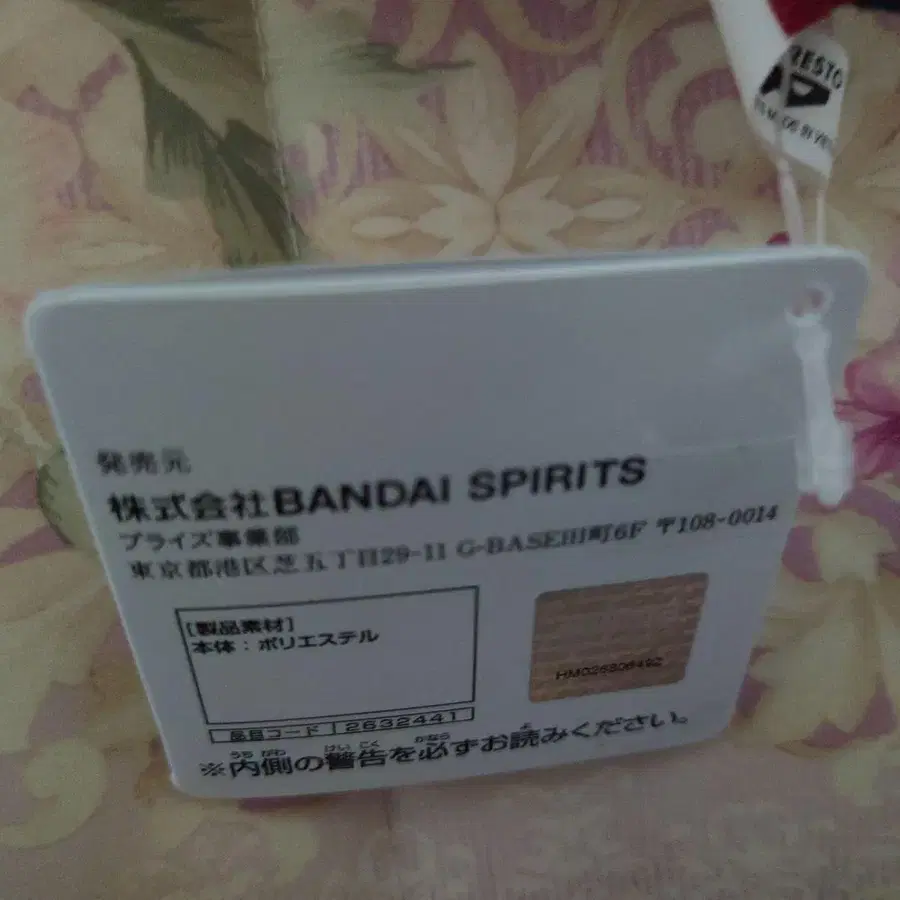 RESTO
発売元
株式会社BANDAI SPIRITS
プライズ事業部
東京都港区芝五丁目29-11 G-BASE田町6F 〒108-0014
[製品素材]
本体：ポリエステル
品目コード 2632441
※内側の警告を必ずお読みください。